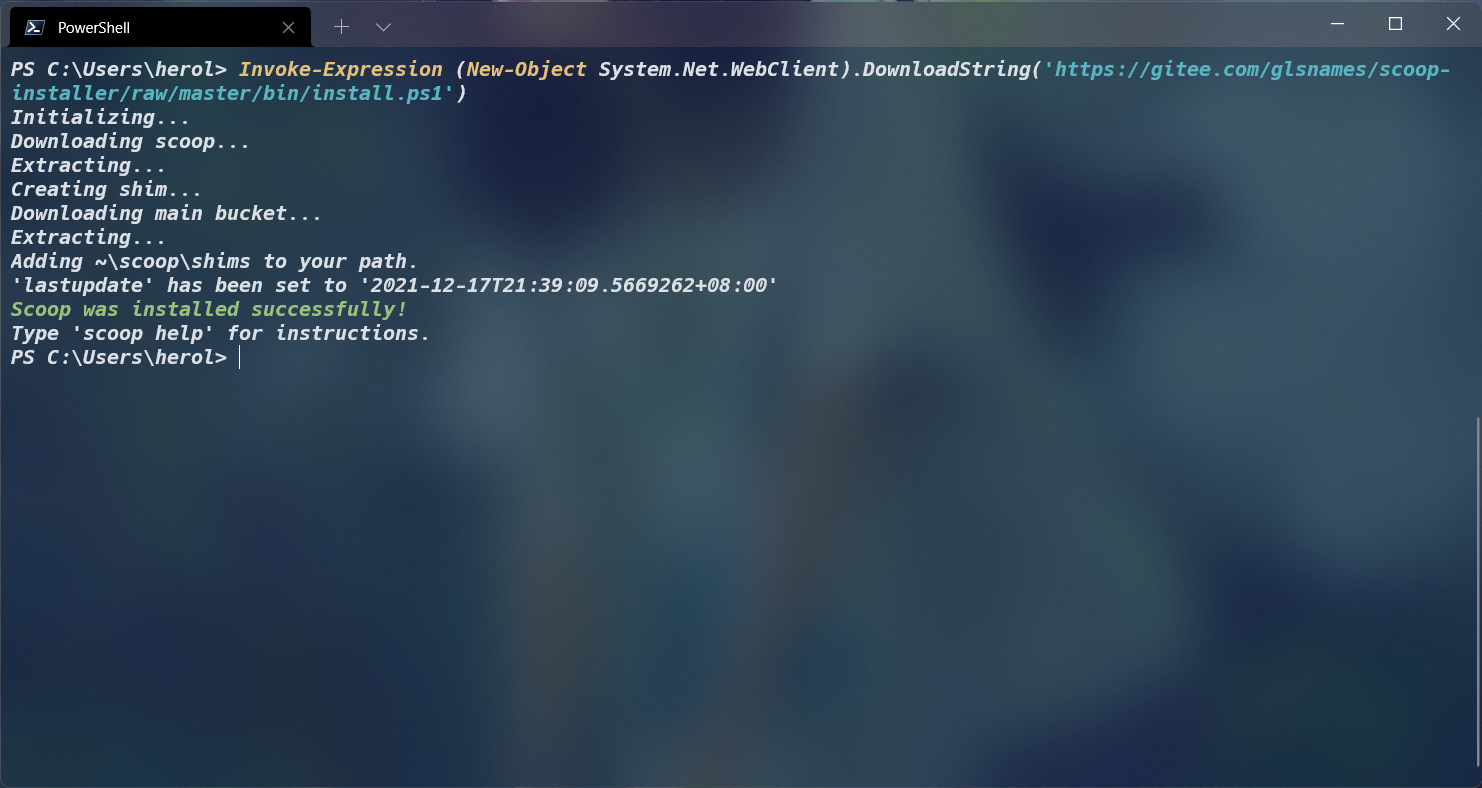 PowerShell
PS C:\Users\herol> Invoke-Expression (New-Object System.Net.WebClient).DownloadString('https://gitee.com/glsnames/scoop-
installer/raw/master/bin/install.ps1')
Initializing...
Downloading scoop...
Extracting...
Creating shim...
Downloading main bucket...
Extracting...
Adding ~\scoop\shims to your path.
'lastupdate' has been set to '2021-12-17T21:39:09.5669262+08:00'
Scoop was installed successfully!
Type 'scoop help' for instructions.
PS C:\Users\herol>